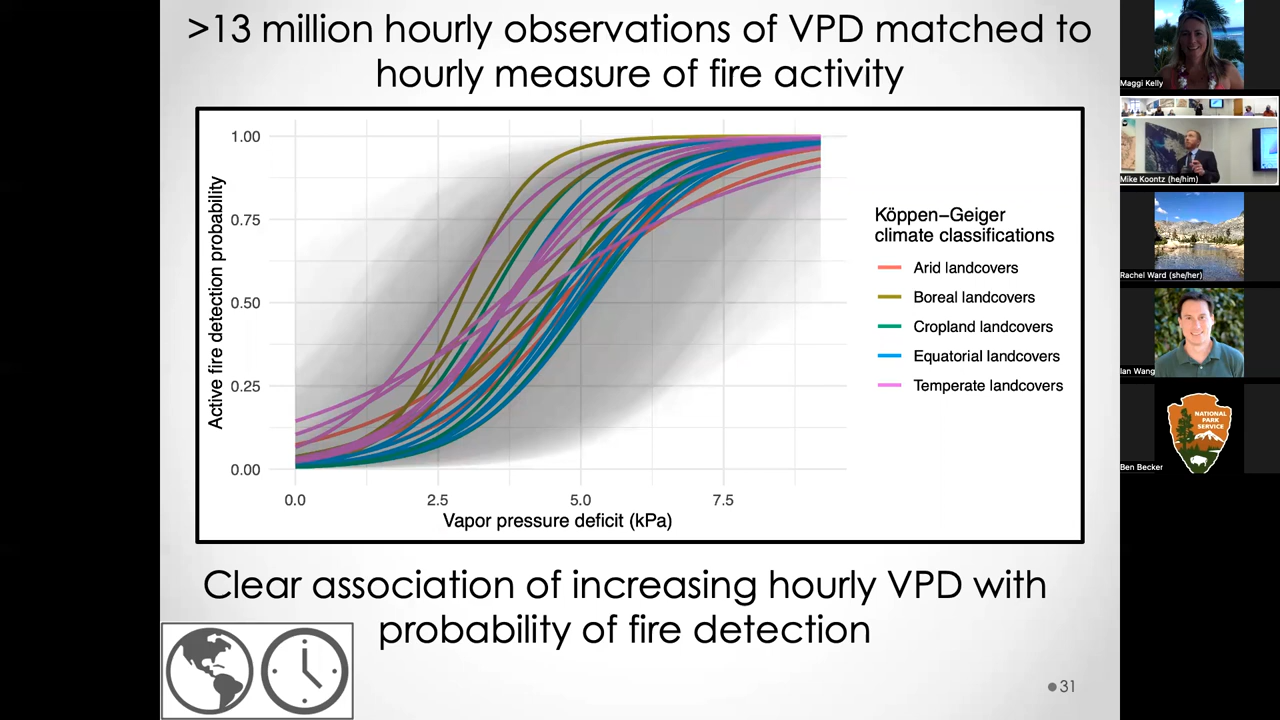 >13 million hourly observations of VPD matched to
hourly measure of fire activity
Active fire detection probability
1.00
0.75
0.50
0.25
0.00
0.0
2.5
5.0
7.5
Vapor pressure deficit (kPa)
Köppen−Geiger
climate classifications
Arid landcovers
Boreal landcovers
Cropland landcovers
Equatorial landcovers
Temperate landcovers
Clear association of increasing hourly VPD with
probability of fire detection
31
Maggi Kelly
Mike Koontz (he/him)
Rachel Ward (she/her)
Ian Wang
NATIONAL
PARK
SERVICE
Ben Becker